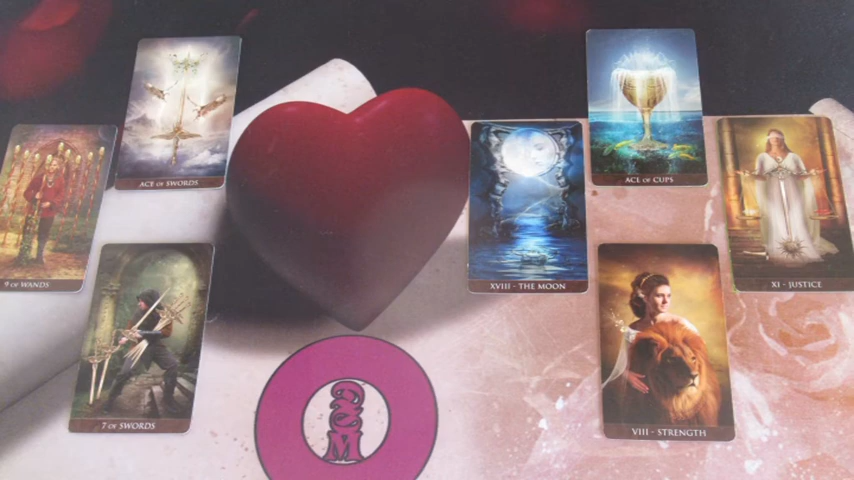 ACE OF SWORDS
ACE OF CUPS
9 OF WANDS
XVIII - THE MOON
XI - JUSTICE
7 OF SWORDS
VIII - STRENGTH